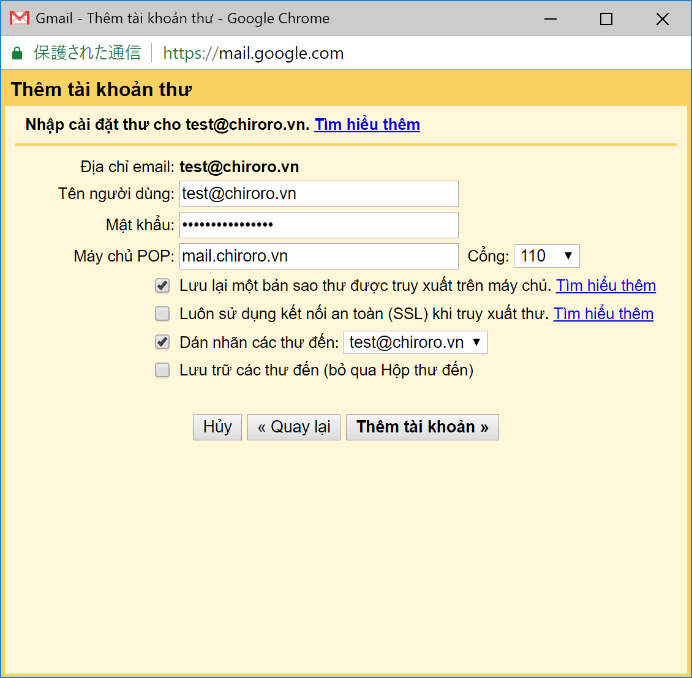 Gmail - Thêm tài khoản thư - Google Chrome
保護された通信 https://mail.google.com
Thêm tài khoản thư
Nhập cài đặt thư cho test@chiroro.vn. Tìm hiểu thêm
Địa chỉ email: test@chiroro.vn
Tên người dùng: test@chiroro.vn
Mật khẩu: ••••••••••••••••
Máy chủ POP: mail.chiroro.vn Cổng: 110
Lưu lại một bản sao thư được truy xuất trên máy chủ. Tìm hiểu thêm
Luôn sử dụng kết nối an toàn (SSL) khi truy xuất thư. Tìm hiểu thêm
Dán nhãn các thư đến: test@chiroro.vn
Lưu trữ các thư đến (bỏ qua Hộp thư đến)
Hủy « Quay lại Thêm tài khoản »